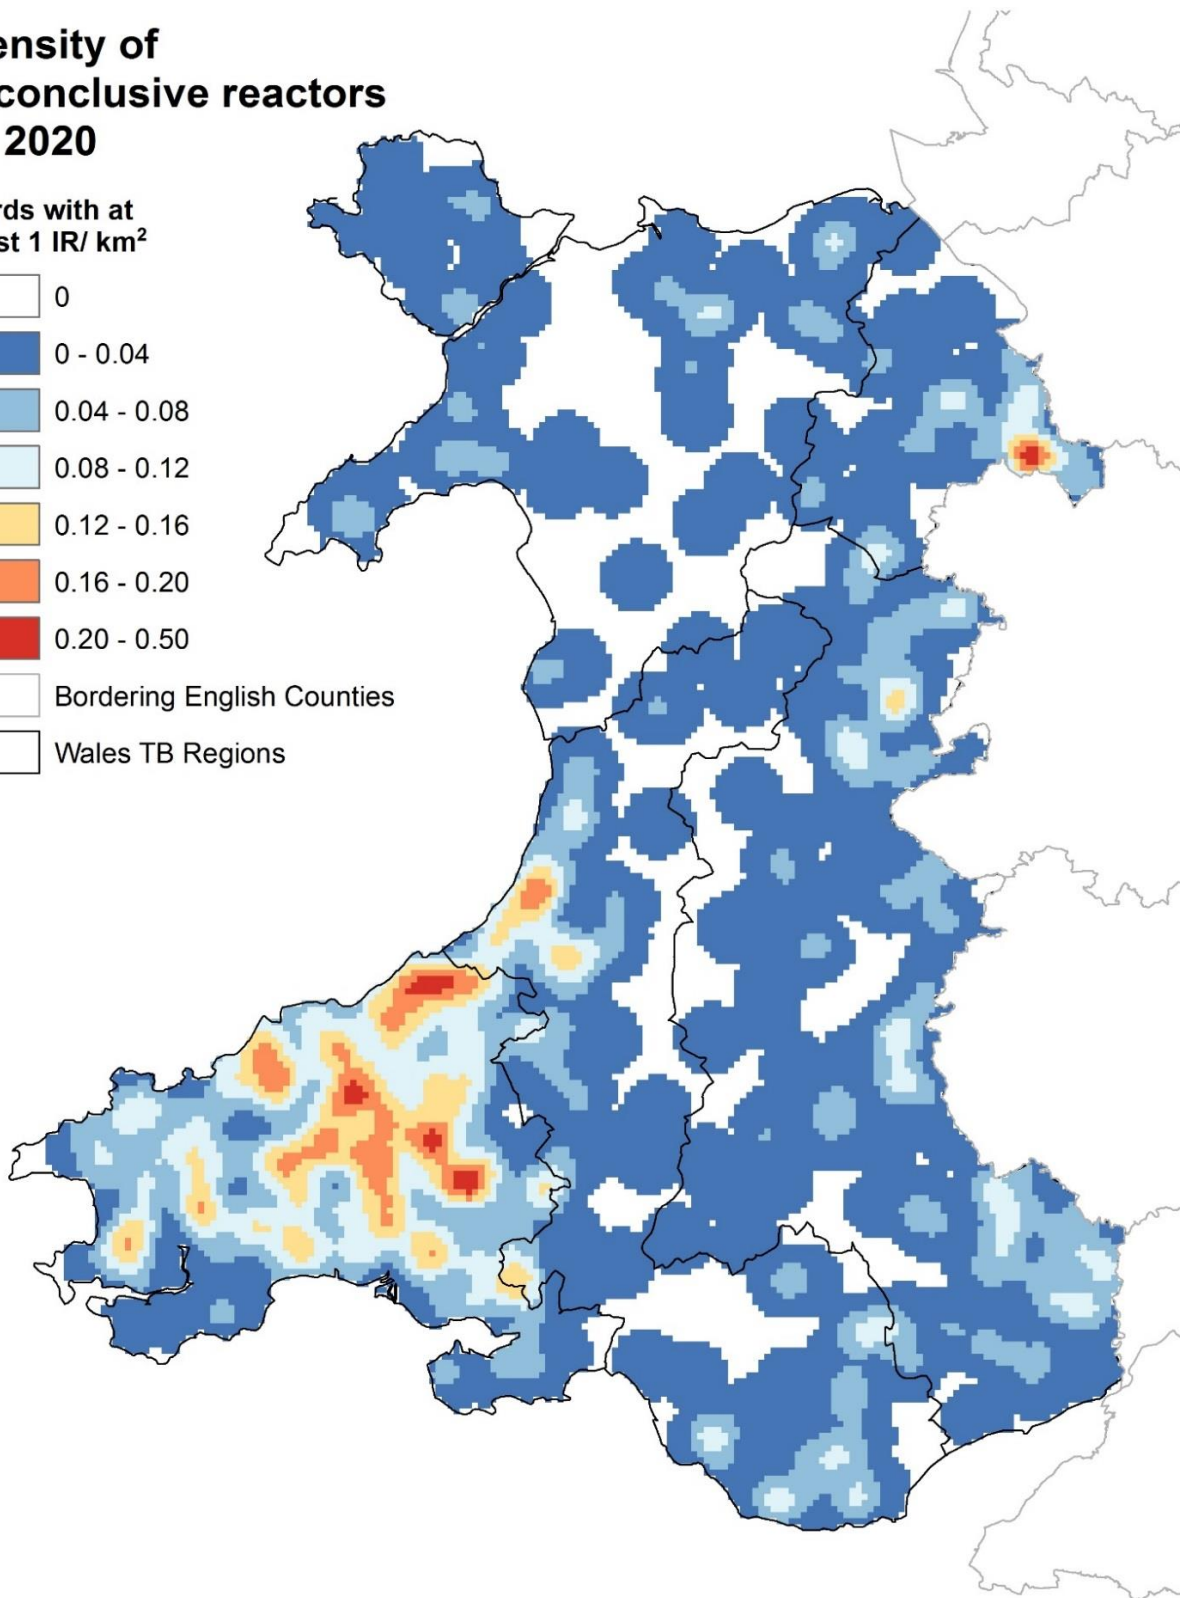 ensity of
conclusive reactors
2020
rds with at
st 1 IR/ km²
0
0 - 0.04
0.04 - 0.08
0.08 - 0.12
0.12 - 0.16
0.16 - 0.20
0.20 - 0.50
Bordering English Counties
Wales TB Regions